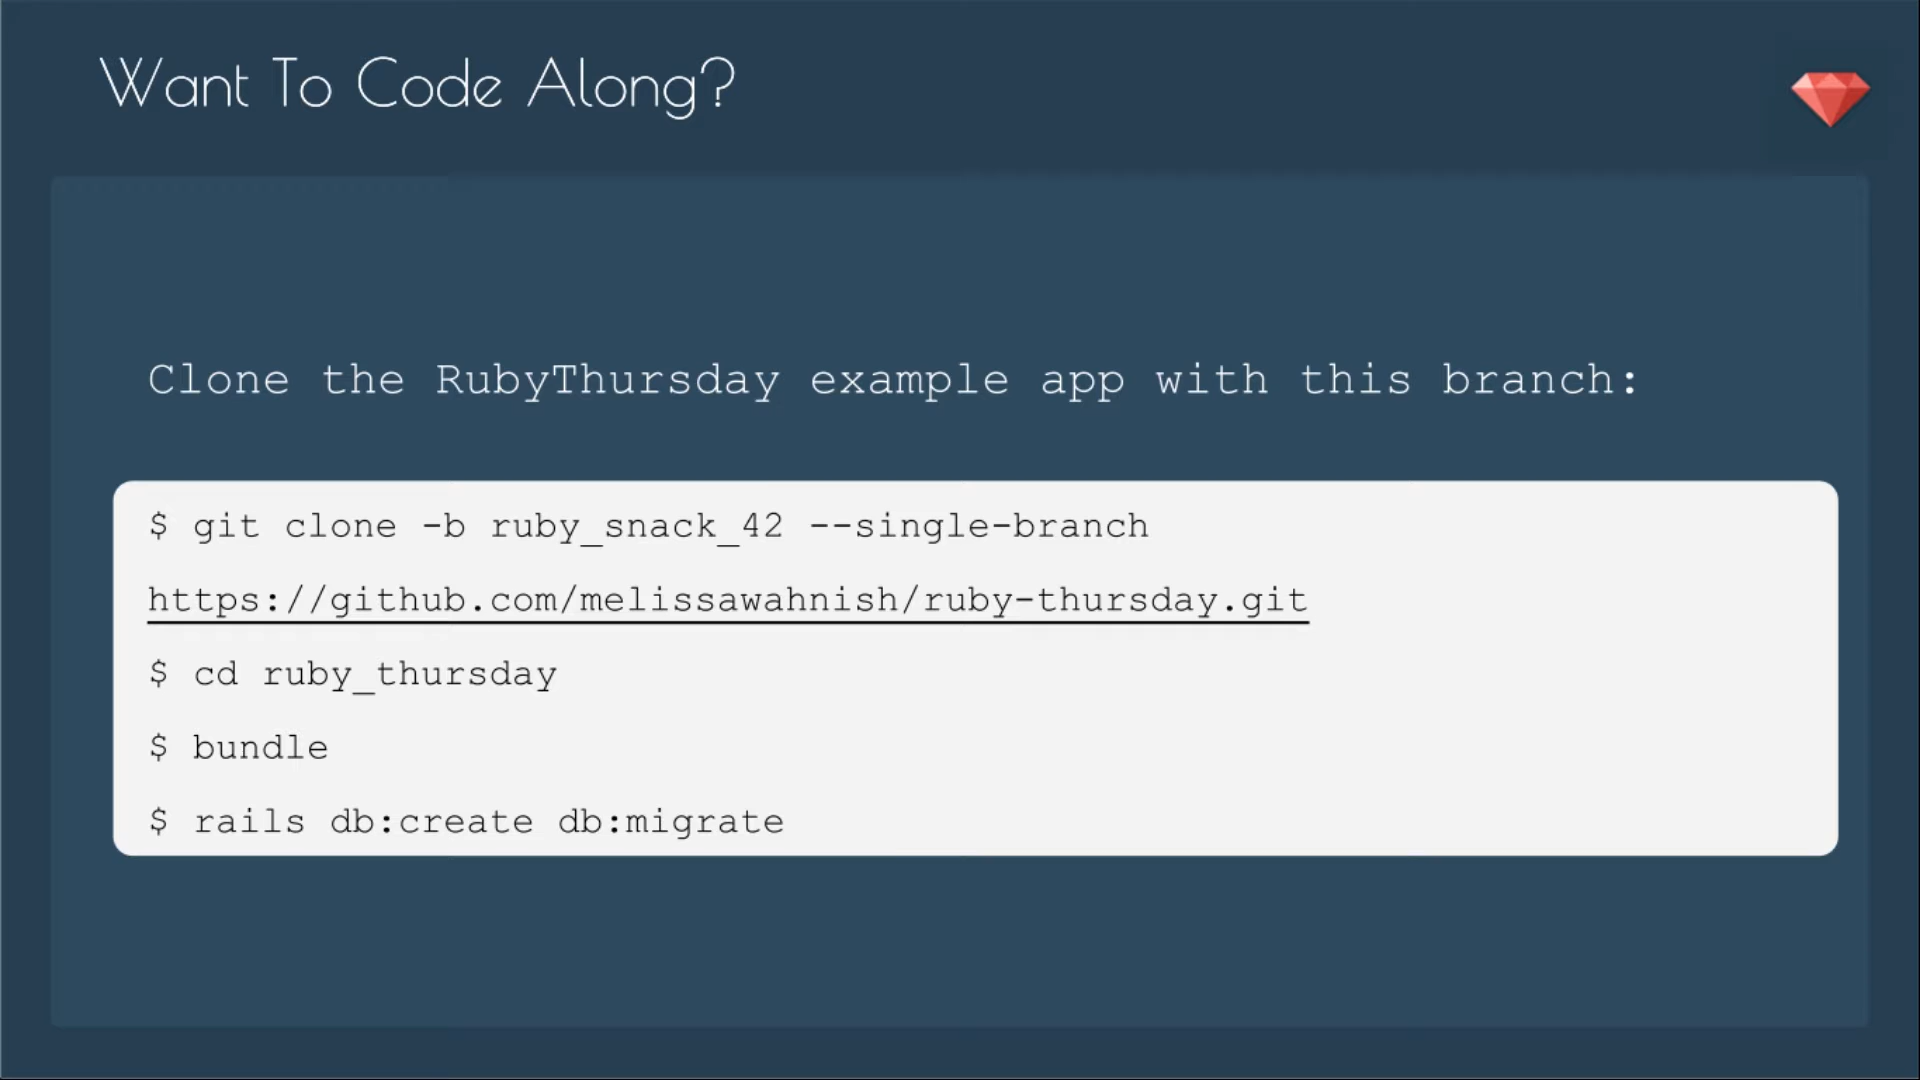 Want To Code Along?
Clone the RubyThursday example app with this branch:
$ git clone -b ruby_snack_42 --single-branch
https://github.com/melissawahnish/ruby-thursday.git
$ cd ruby_thursday
$ bundle
$ rails db:create db:migrate